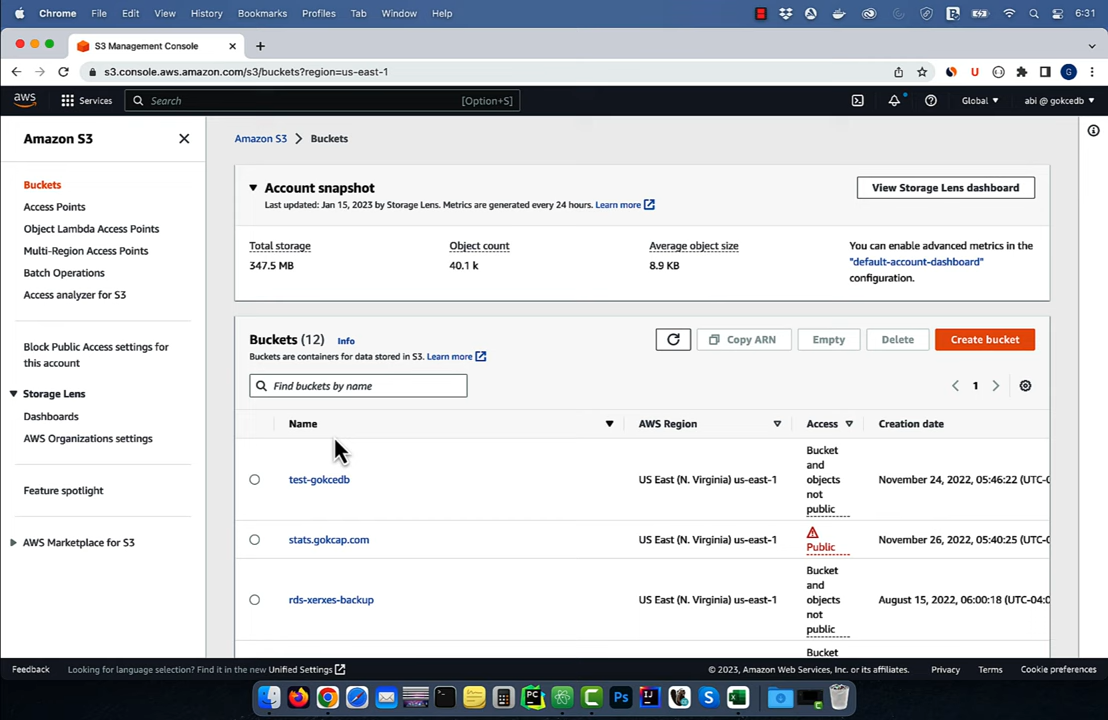 Chrome File Edit View History Bookmarks Profiles Tab Window Help 6:31
S3 Management Console
s3.console.aws.amazon.com/s3/buckets?region=us-east-1
aws Services Search [Option+S] Global abi @ gokcedb
Amazon S3
Buckets
Access Points
Object Lambda Access Points
Multi-Region Access Points
Batch Operations
Access analyzer for S3
Block Public Access settings for
this account
Storage Lens
Dashboards
AWS Organizations settings
Feature spotlight
AWS Marketplace for S3
Amazon S3 > Buckets
Account snapshot
Last updated: Jan 15, 2023 by Storage Lens. Metrics are generated every 24 hours. Learn more
View Storage Lens dashboard
Total storage
347.5 MB
Object count
40.1 k
Average object size
8.9 KB
You can enable advanced metrics in the
"default-account-dashboard"
configuration.
Buckets (12) Info
Buckets are containers for data stored in S3. Learn more
Copy ARN Empty Delete Create bucket
Find buckets by name
1
Name AWS Region Access Creation date
test-gokcedb US East (N. Virginia) us-east-1
Bucket
and
objects
not
public
November 24, 2022, 05:46:22 (UTC-0
stats.gokcap.com US East (N. Virginia) us-east-1
Public
November 26, 2022, 05:40:25 (UTC-0
rds-xerxes-backup US East (N. Virginia) us-east-1
Bucket
and
objects
not
public
August 15, 2022, 06:00:18 (UTC-04:0
Bucket
Feedback Looking for language selection? Find it in the new Unified Settings © 2023, Amazon Web Services, Inc. or its affiliates. Privacy Terms Cookie preferences